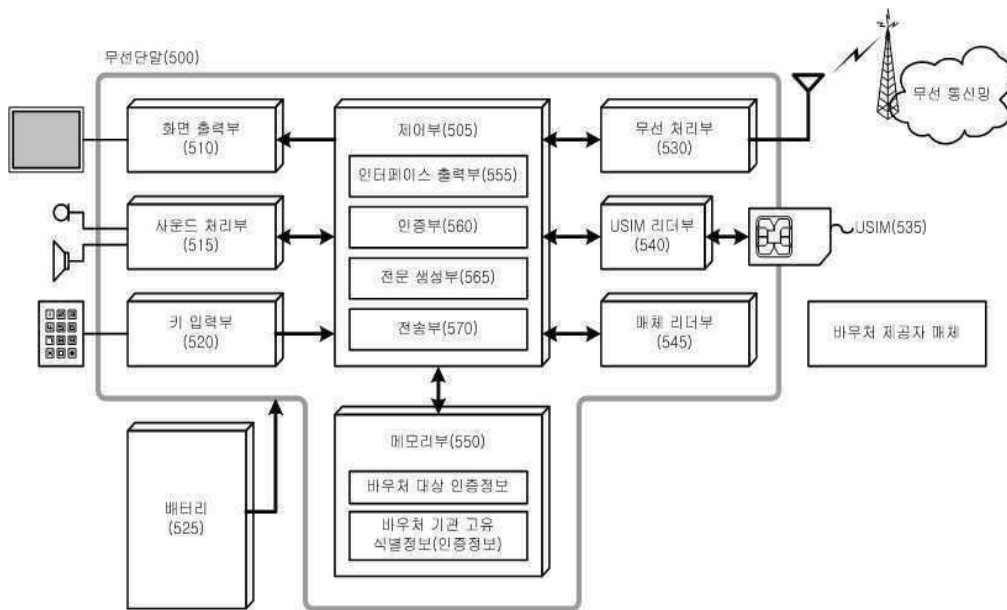 무선단말(500)
무선 통신망
화면 출력부
(510)
제어부(505)
무선 처리부
(530)
인터페이스 출력부(555)
사운드 처리부
(515)
인증부(560)
USIM 리더부
(540)
USIM(535)
전문 생성부(565)
키 입력부
(520)
전송부(570)
매체 리더부
(545)
바우처 제공자 매체
메모리부(550)
바우처 대상 인증정보
배터리
(525)
바우처 기관 고유
식별정보(인증정보)